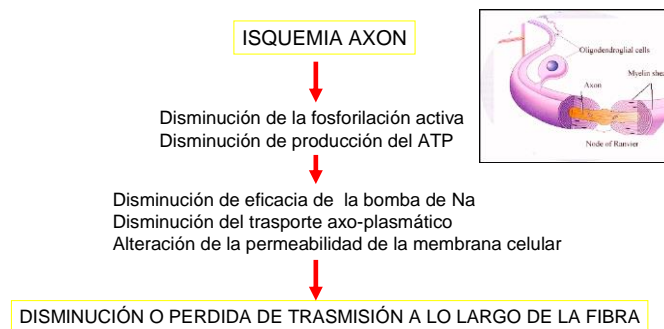 ISQUEMIA AXON
Oligodendroglial cells
Myelin shea
Axon
Node of Ranvier
Disminución de la fosforilación activa
Disminución de producción del ATP
Disminución de eficacia de la bomba de Na
Disminución del trasporte axo-plasmático
Alteración de la permeabilidad de la membrana celular
DISMINUCIÓN O PERDIDA DE TRASMISIÓN A LO LARGO DE LA FIBRA